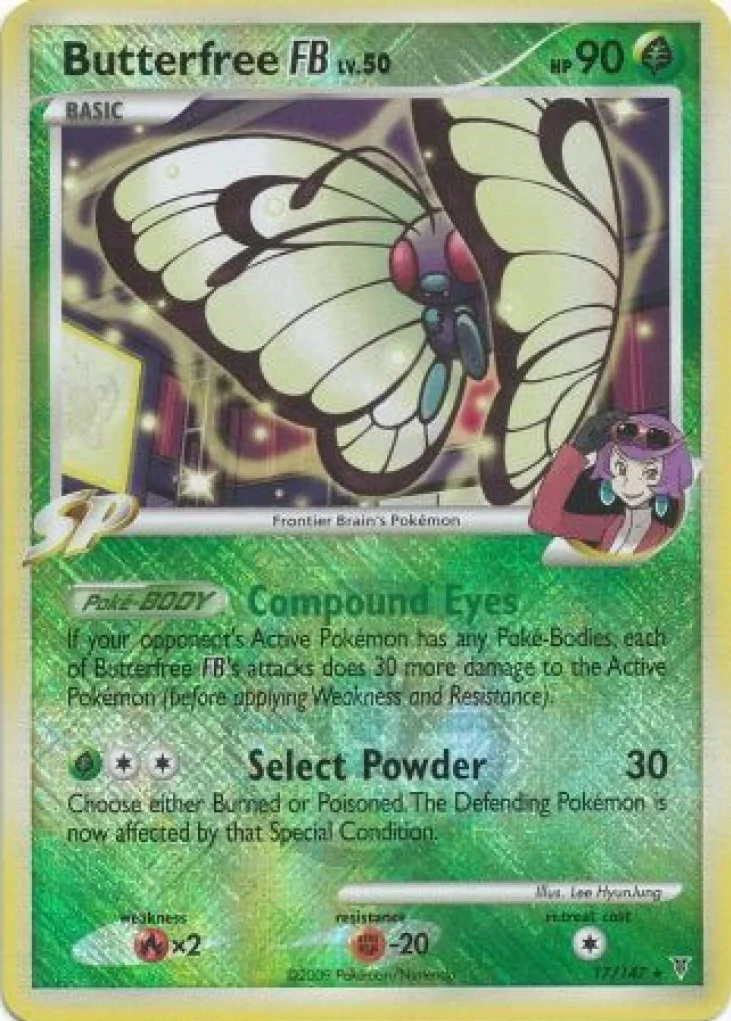 Butterfree FB LV.50 HP 90
BASIC
SP
Frontier Brain's Pokémon
Poké-BODY Compound Eyes
If your opponent's Active Pokémon has any Poké-Bodies, each
of Butterfree FB's attacks does 30 more damage to the Active
Pokémon (before applying Weakness and Resistance).
Select Powder 30
Choose either Burned or Poisoned. The Defending Pokémon is
now affected by that Special Condition.
Illus. Lee HyunJung
weakness resistance retreat cost
×2 -20
©2009 Pokémon/Nintendo 17/147 ★